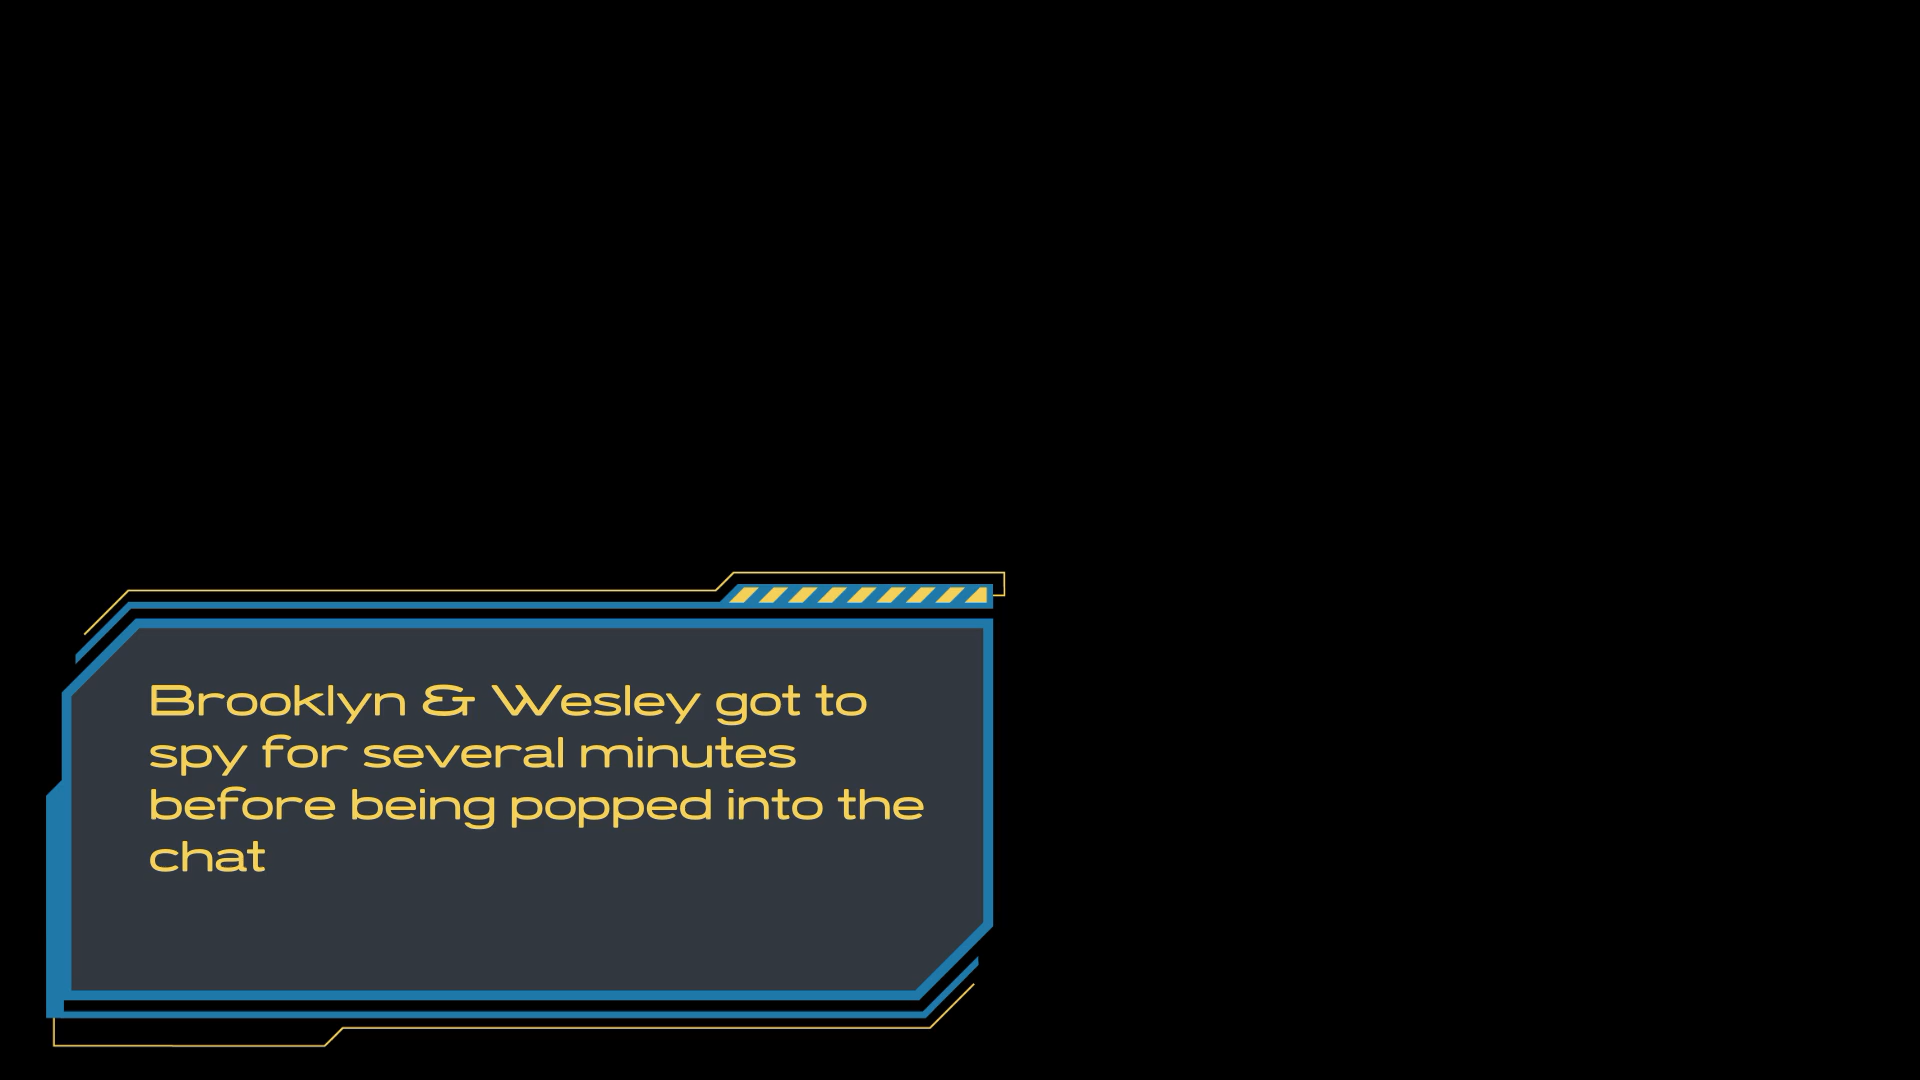 Brooklyn & Wesley got to
spy for several minutes
before being popped into the
chat